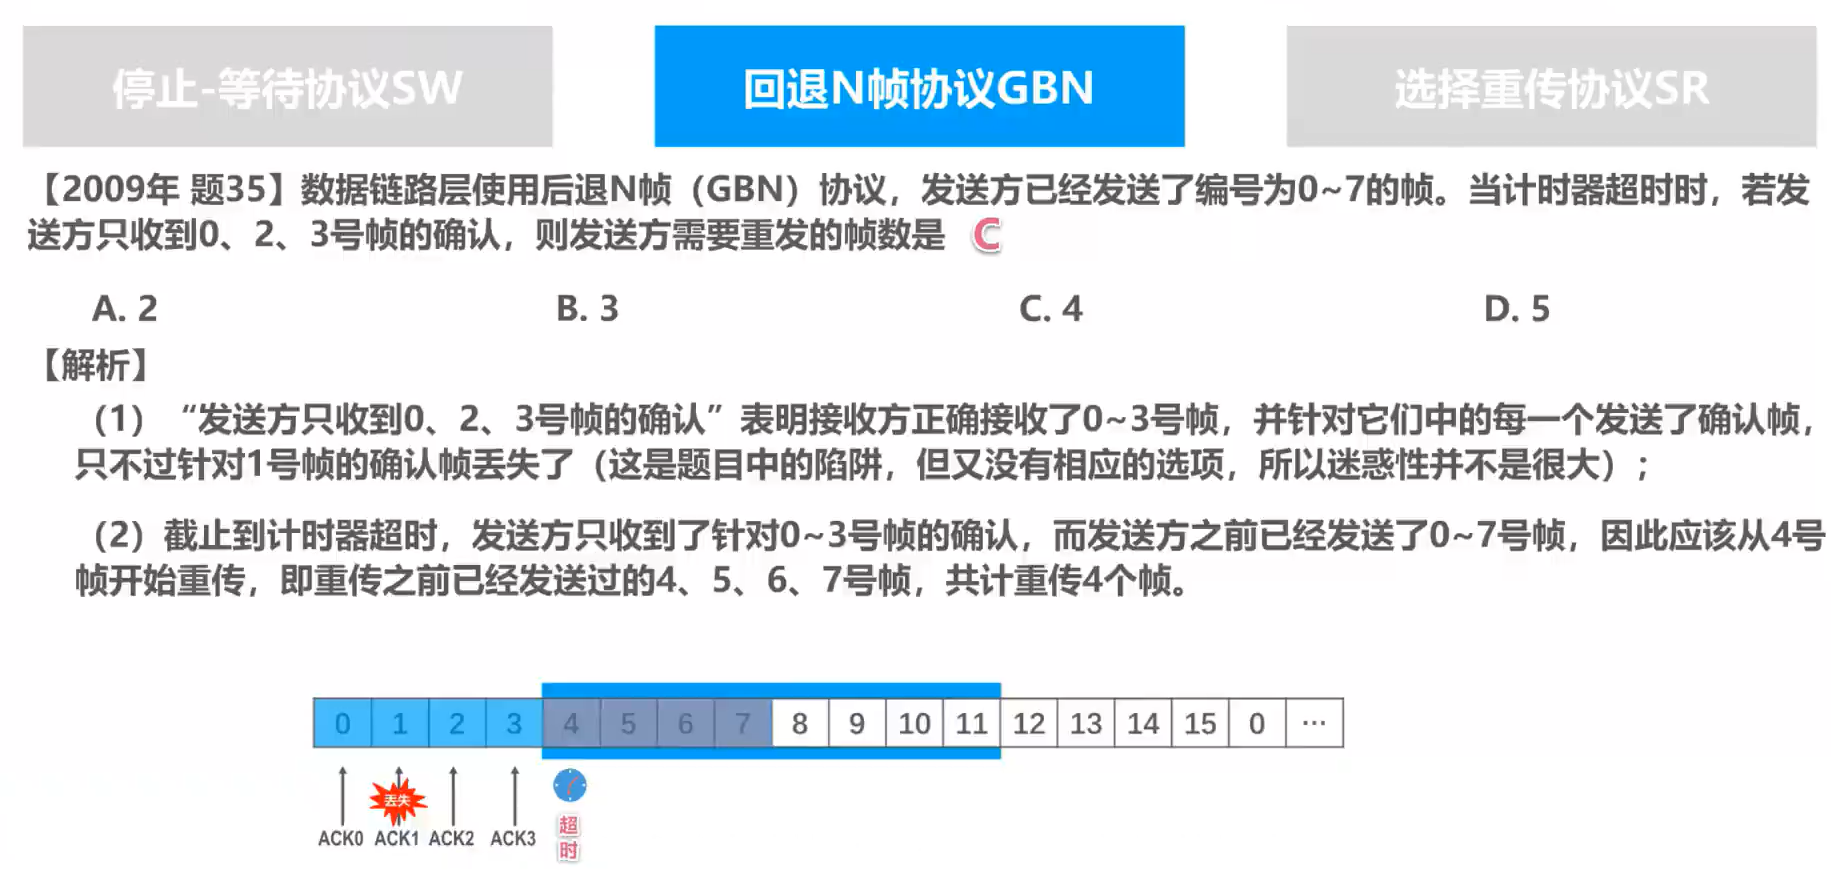 停止-等待协议SW
回退N帧协议GBN
选择重传协议SR
【2009年 题35】数据链路层使用后退N帧（GBN）协议，发送方已经发送了编号为0~7的帧。当计时器超时时，若发
送方只收到0、2、3号帧的确认，则发送方需要重发的帧数是 C
A. 2 B. 3 C. 4 D. 5
【解析】
（1）“发送方只收到0、2、3号帧的确认”表明接收方正确接收了0~3号帧，并针对它们中的每一个发送了确认帧，
只不过针对1号帧的确认帧丢失了（这是题目中的陷阱，但又没有相应的选项，所以迷惑性并不是很大）；
（2）截止到计时器超时，发送方只收到了针对0~3号帧的确认，而发送方之前已经发送了0~7号帧，因此应该从4号
帧开始重传，即重传之前已经发送过的4、5、6、7号帧，共计重传4个帧。
0 1 2 3 4 5 6 7 8 9 10 11 12 13 14 15 0 ···
丢失
ACK0 ACK1 ACK2 ACK3
超
时